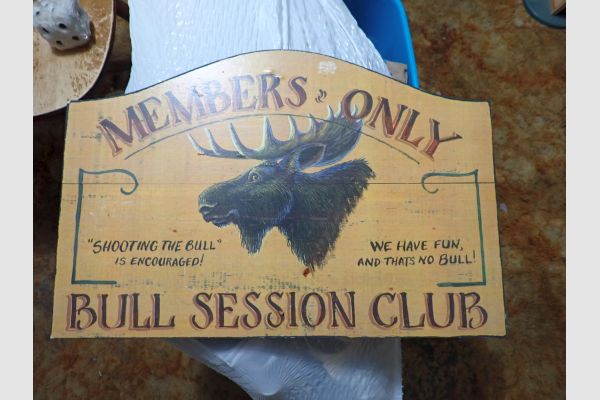 MEMBERS ONLY
"SHOOTING THE BULL"
IS ENCOURAGED!
WE HAVE FUN,
AND THATS NO BULL!
BULL SESSION CLUB